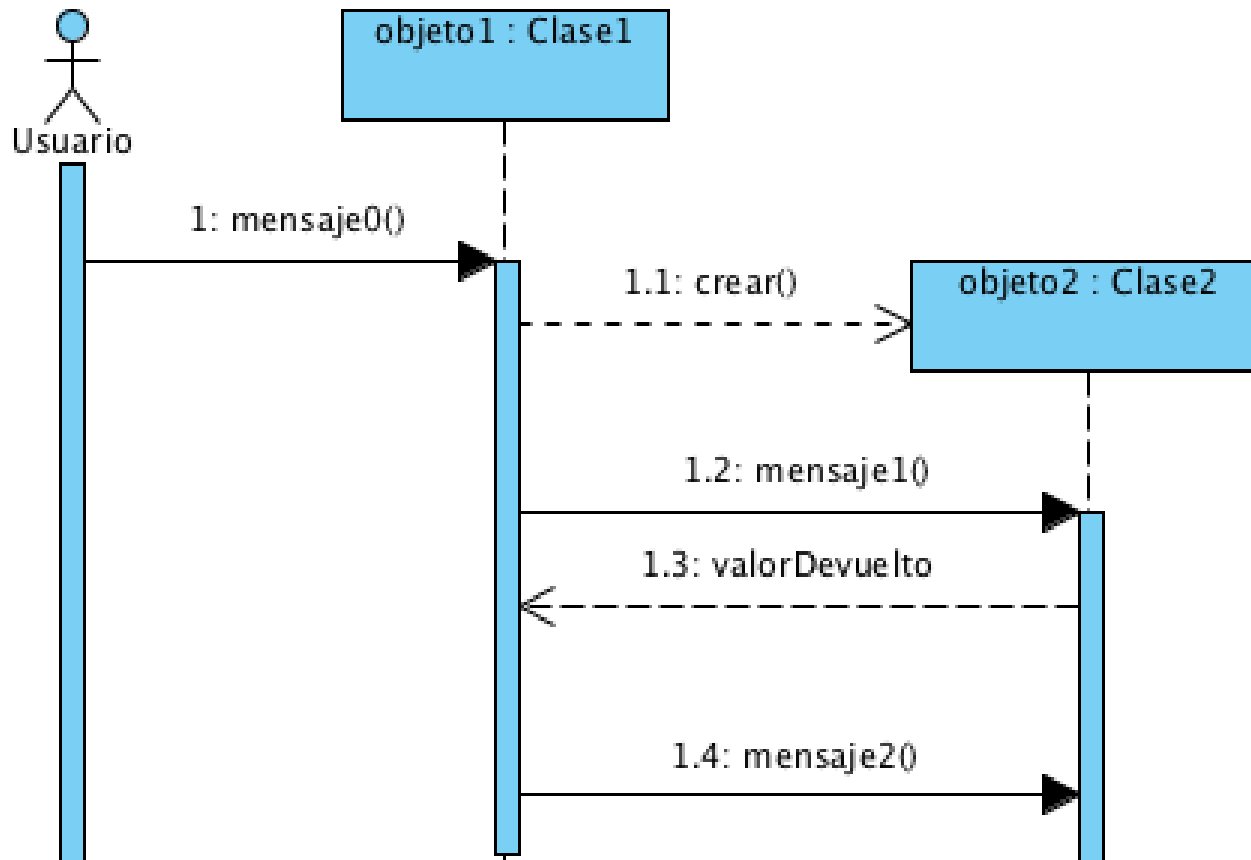 objeto1 : Clase1
Usuario
1: mensaje0()
1.1: crear()
objeto2 : Clase2
1.2: mensaje1()
1.3: valorDevuelto
1.4: mensaje2()